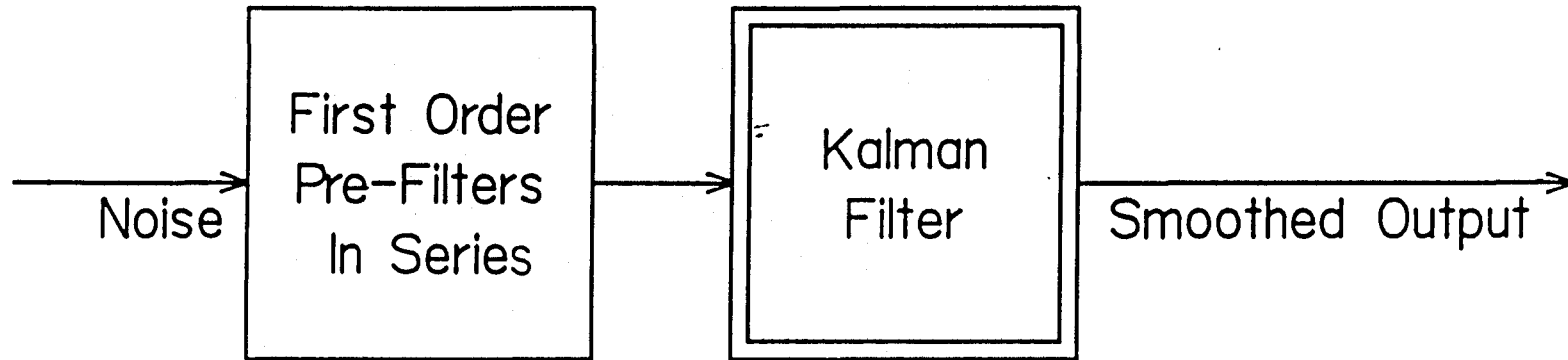 First Order
Pre-Filters
In Series
Kalman
Filter
Noise
Smoothed Output